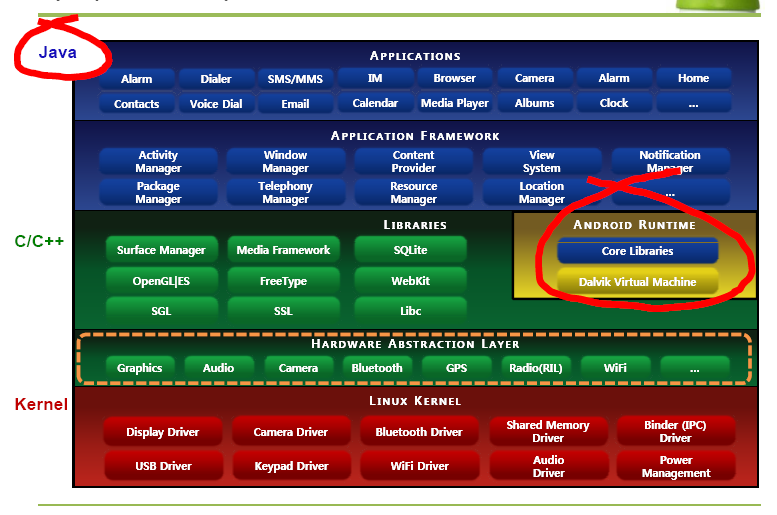 Java
APPLICATIONS
Alarm Dialer SMS/MMS IM Browser Camera Alarm Home
Contacts Voice Dial Email Calendar Media Player Albums Clock ...
APPLICATION FRAMEWORK
Activity Manager Window Manager Content Provider View System Notification Manager
Package Manager Telephony Manager Resource Manager Location Manager ...
C/C++
LIBRARIES
Surface Manager Media Framework SQLite
OpenGL|ES FreeType WebKit
SGL SSL Libc
ANDROID RUNTIME
Core Libraries
Dalvik Virtual Machine
HARDWARE ABSTRACTION LAYER
Graphics Audio Camera Bluetooth GPS Radio(RIL) WiFi ...
Kernel
LINUX KERNEL
Display Driver Camera Driver Bluetooth Driver Shared Memory Driver Binder (IPC) Driver
USB Driver Keypad Driver WiFi Driver Audio Driver Power Management